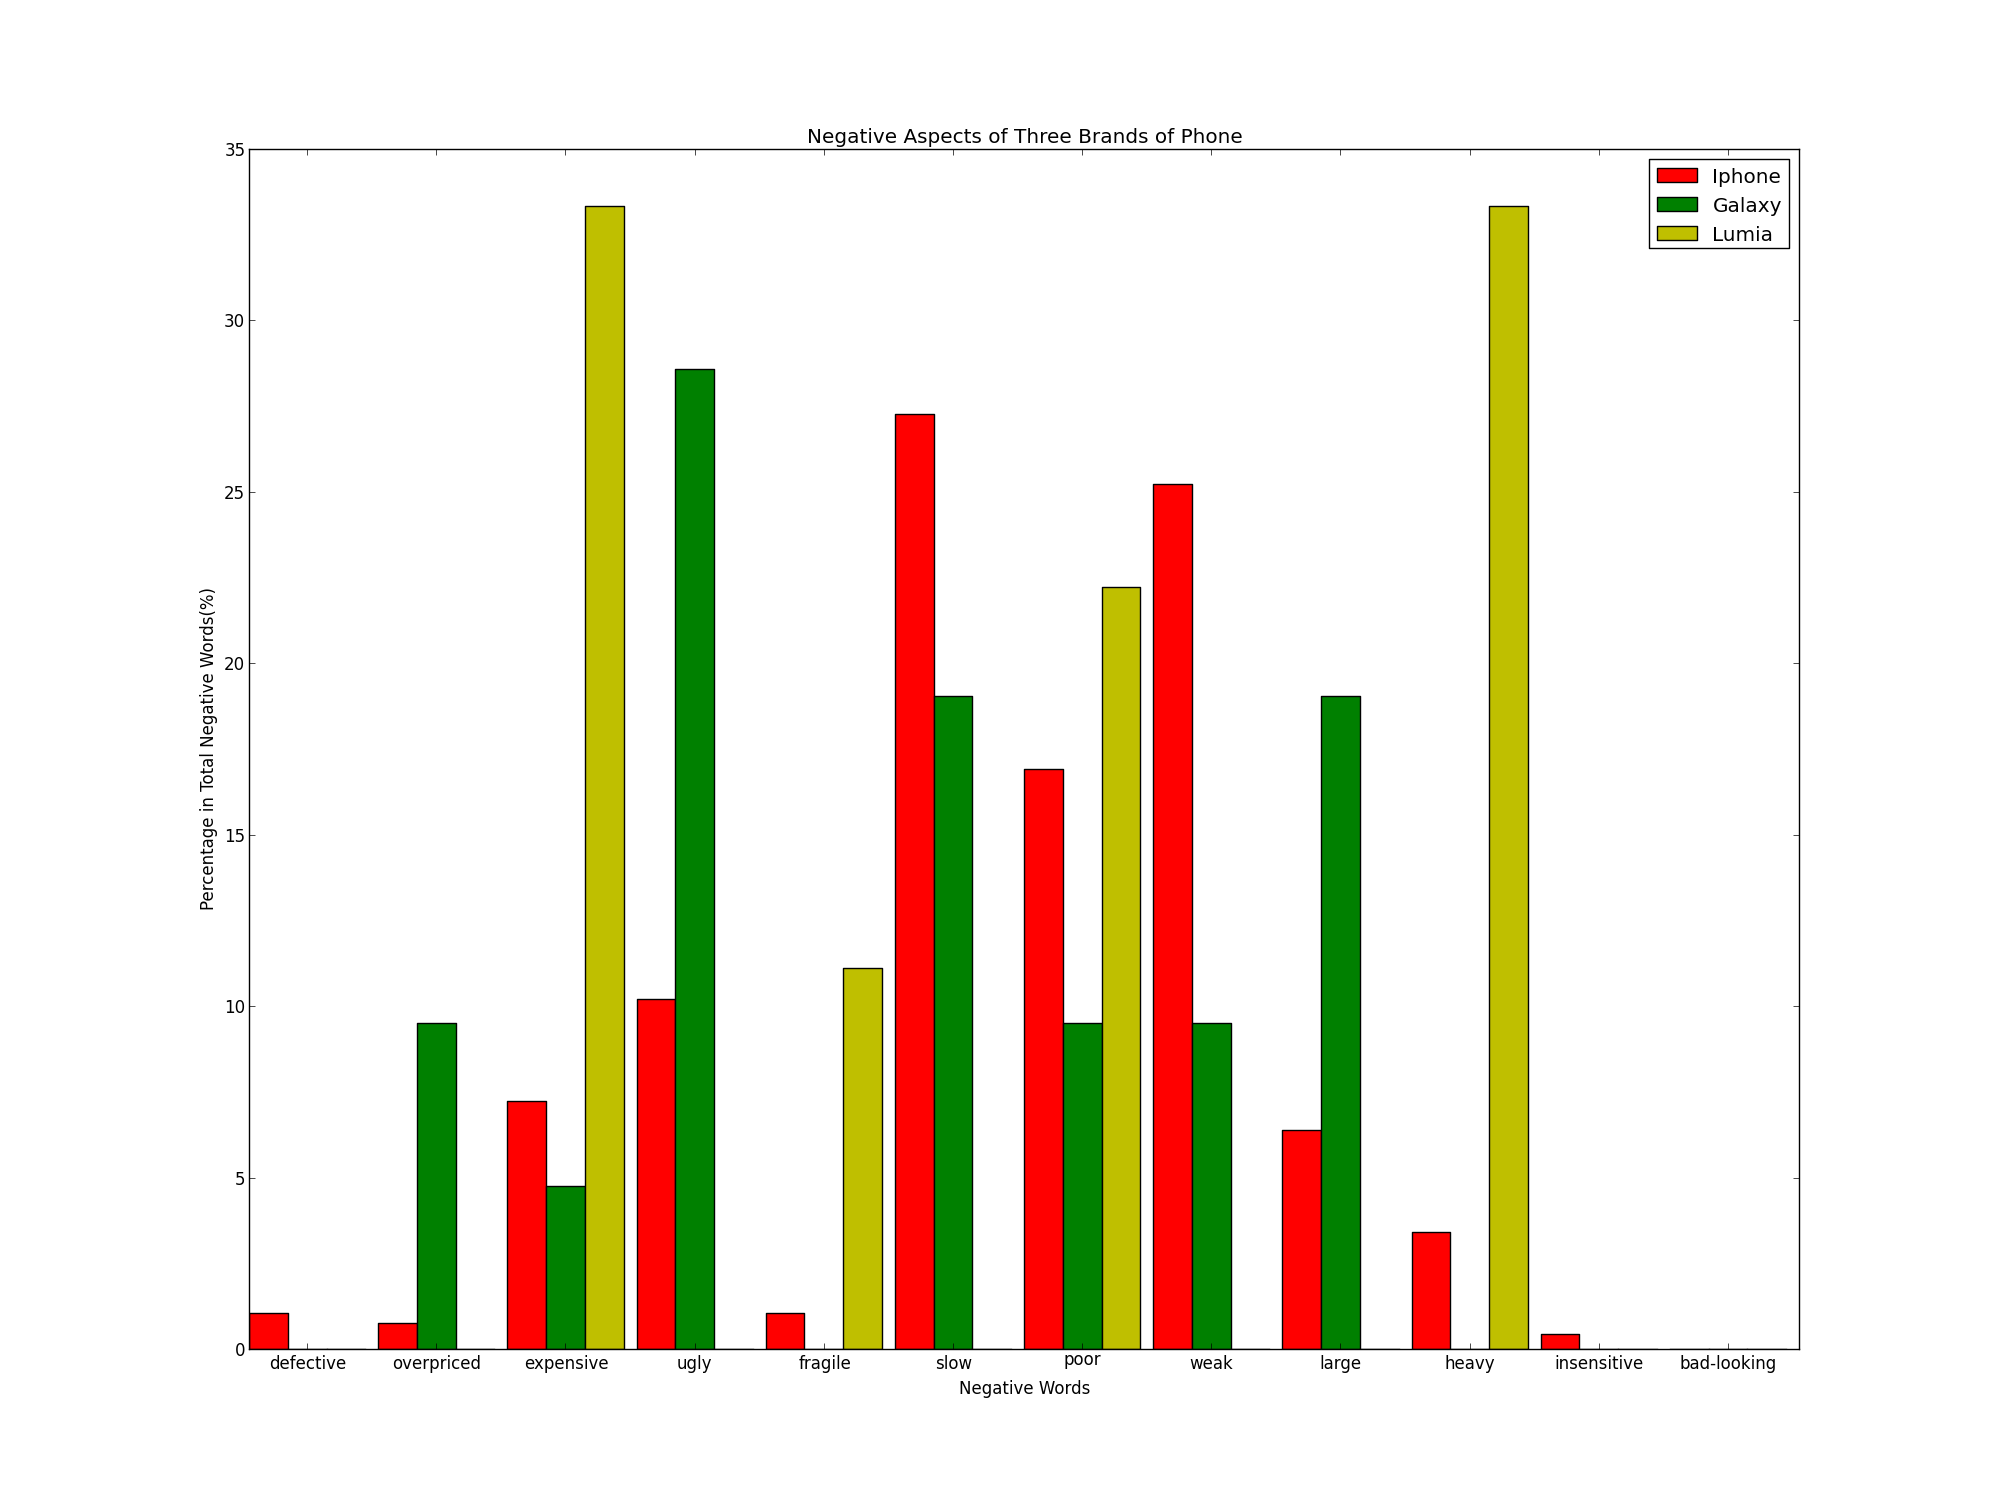 Negative Aspects of Three Brands of Phone
Iphone
Galaxy
Lumia
35
30
25
20
15
10
5
0
Percentage in Total Negative Words(%)
defective overpriced expensive ugly fragile slow poor weak large heavy insensitive bad-looking
Negative Words